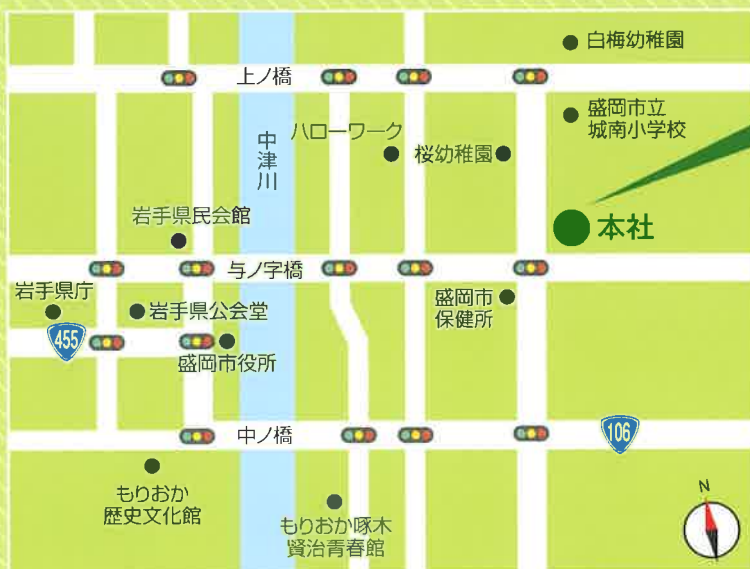 白梅幼稚園
上ノ橋
盛岡市立
城南小学校
ハローワーク
中津川
桜幼稚園
岩手県民会館
本社
与ノ字橋
岩手県庁
岩手県公会堂
盛岡市
保健所
455
盛岡市役所
中ノ橋
106
もりおか
歴史文化館
N
もりおか啄木
賢治青春館